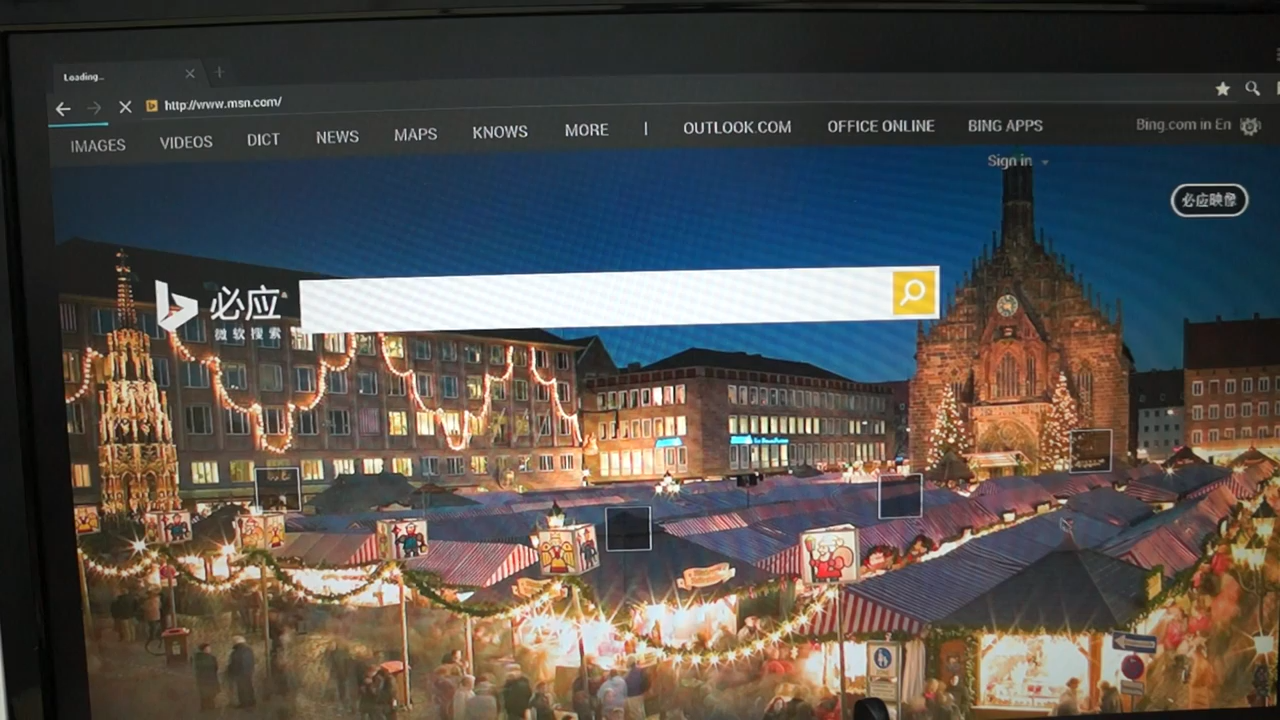 Loading...
http://www.msn.com/
IMAGES VIDEOS DICT NEWS MAPS KNOWS MORE | OUTLOOK.COM OFFICE ONLINE BING APPS Bing.com in En
Sign in
必应映像
必应
微软搜索